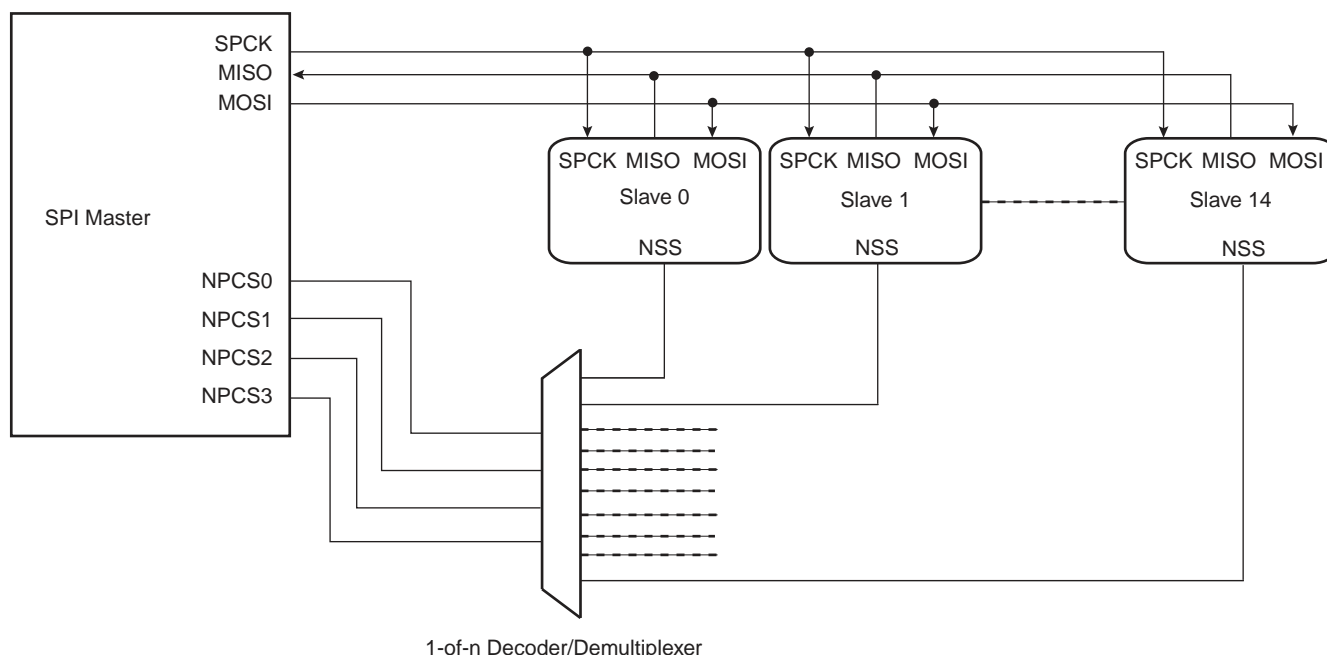 SPCK
MISO
MOSI
SPI Master
NPCS0
NPCS1
NPCS2
NPCS3
SPCK MISO MOSI
Slave 0
NSS
SPCK MISO MOSI
Slave 1
NSS
SPCK MISO MOSI
Slave 14
NSS
1-of-n Decoder/Demultiplexer